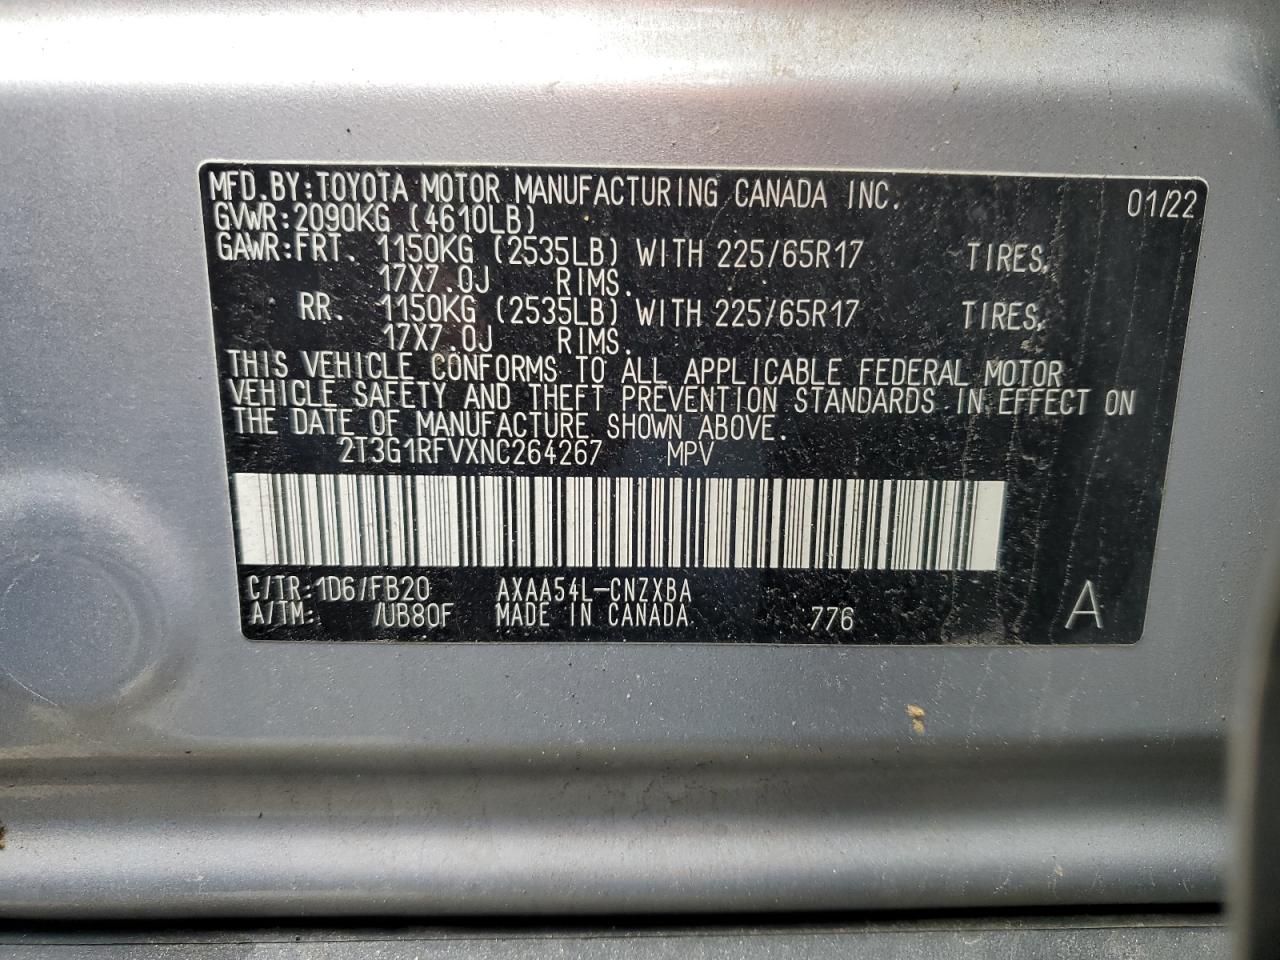 MFD.BY:TOYOTA MOTOR MANUFACTURING CANADA INC. 01/22
GVWR:2090KG (4610LB)
GAWR:FRT. 1150KG (2535LB) WITH 225/65R17 TIRES,
17X7.0J RIMS.
RR. 1150KG (2535LB) WITH 225/65R17 TIRES,
17X7.0J RIMS.
THIS VEHICLE CONFORMS TO ALL APPLICABLE FEDERAL MOTOR
VEHICLE SAFETY AND THEFT PREVENTION STANDARDS IN EFFECT ON
THE DATE OF MANUFACTURE SHOWN ABOVE.
2T3G1RFVXNC264267 MPV
C/TR:1D6/FB20 AXAA54L-CNZXBA
A/TM: /UB80F MADE IN CANADA 776 A